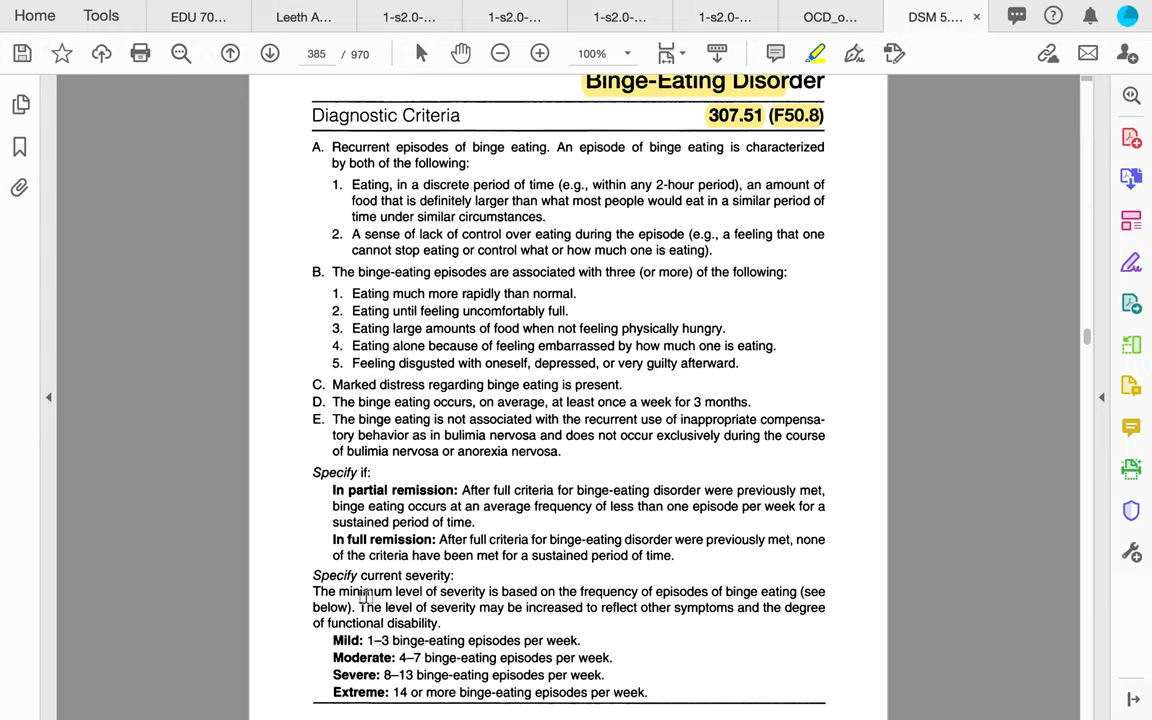 Home Tools EDU 70... Leeth A... 1-s2.0-... 1-s2.0-... 1-s2.0-... 1-s2.0-... OCD_o... DSM 5.... ×
385 / 970 100%
Binge-Eating Disorder
Diagnostic Criteria 307.51 (F50.8)
A. Recurrent episodes of binge eating. An episode of binge eating is characterized
by both of the following:
1. Eating, in a discrete period of time (e.g., within any 2-hour period), an amount of
food that is definitely larger than what most people would eat in a similar period of
time under similar circumstances.
2. A sense of lack of control over eating during the episode (e.g., a feeling that one
cannot stop eating or control what or how much one is eating).
B. The binge-eating episodes are associated with three (or more) of the following:
1. Eating much more rapidly than normal.
2. Eating until feeling uncomfortably full.
3. Eating large amounts of food when not feeling physically hungry.
4. Eating alone because of feeling embarrassed by how much one is eating.
5. Feeling disgusted with oneself, depressed, or very guilty afterward.
C. Marked distress regarding binge eating is present.
D. The binge eating occurs, on average, at least once a week for 3 months.
E. The binge eating is not associated with the recurrent use of inappropriate compensa-
tory behavior as in bulimia nervosa and does not occur exclusively during the course
of bulimia nervosa or anorexia nervosa.
Specify if:
In partial remission: After full criteria for binge-eating disorder were previously met,
binge eating occurs at an average frequency of less than one episode per week for a
sustained period of time.
In full remission: After full criteria for binge-eating disorder were previously met, none
of the criteria have been met for a sustained period of time.
Specify current severity:
The minimum level of severity is based on the frequency of episodes of binge eating (see
below). The level of severity may be increased to reflect other symptoms and the degree
of functional disability.
Mild: 1–3 binge-eating episodes per week.
Moderate: 4–7 binge-eating episodes per week.
Severe: 8–13 binge-eating episodes per week.
Extreme: 14 or more binge-eating episodes per week.